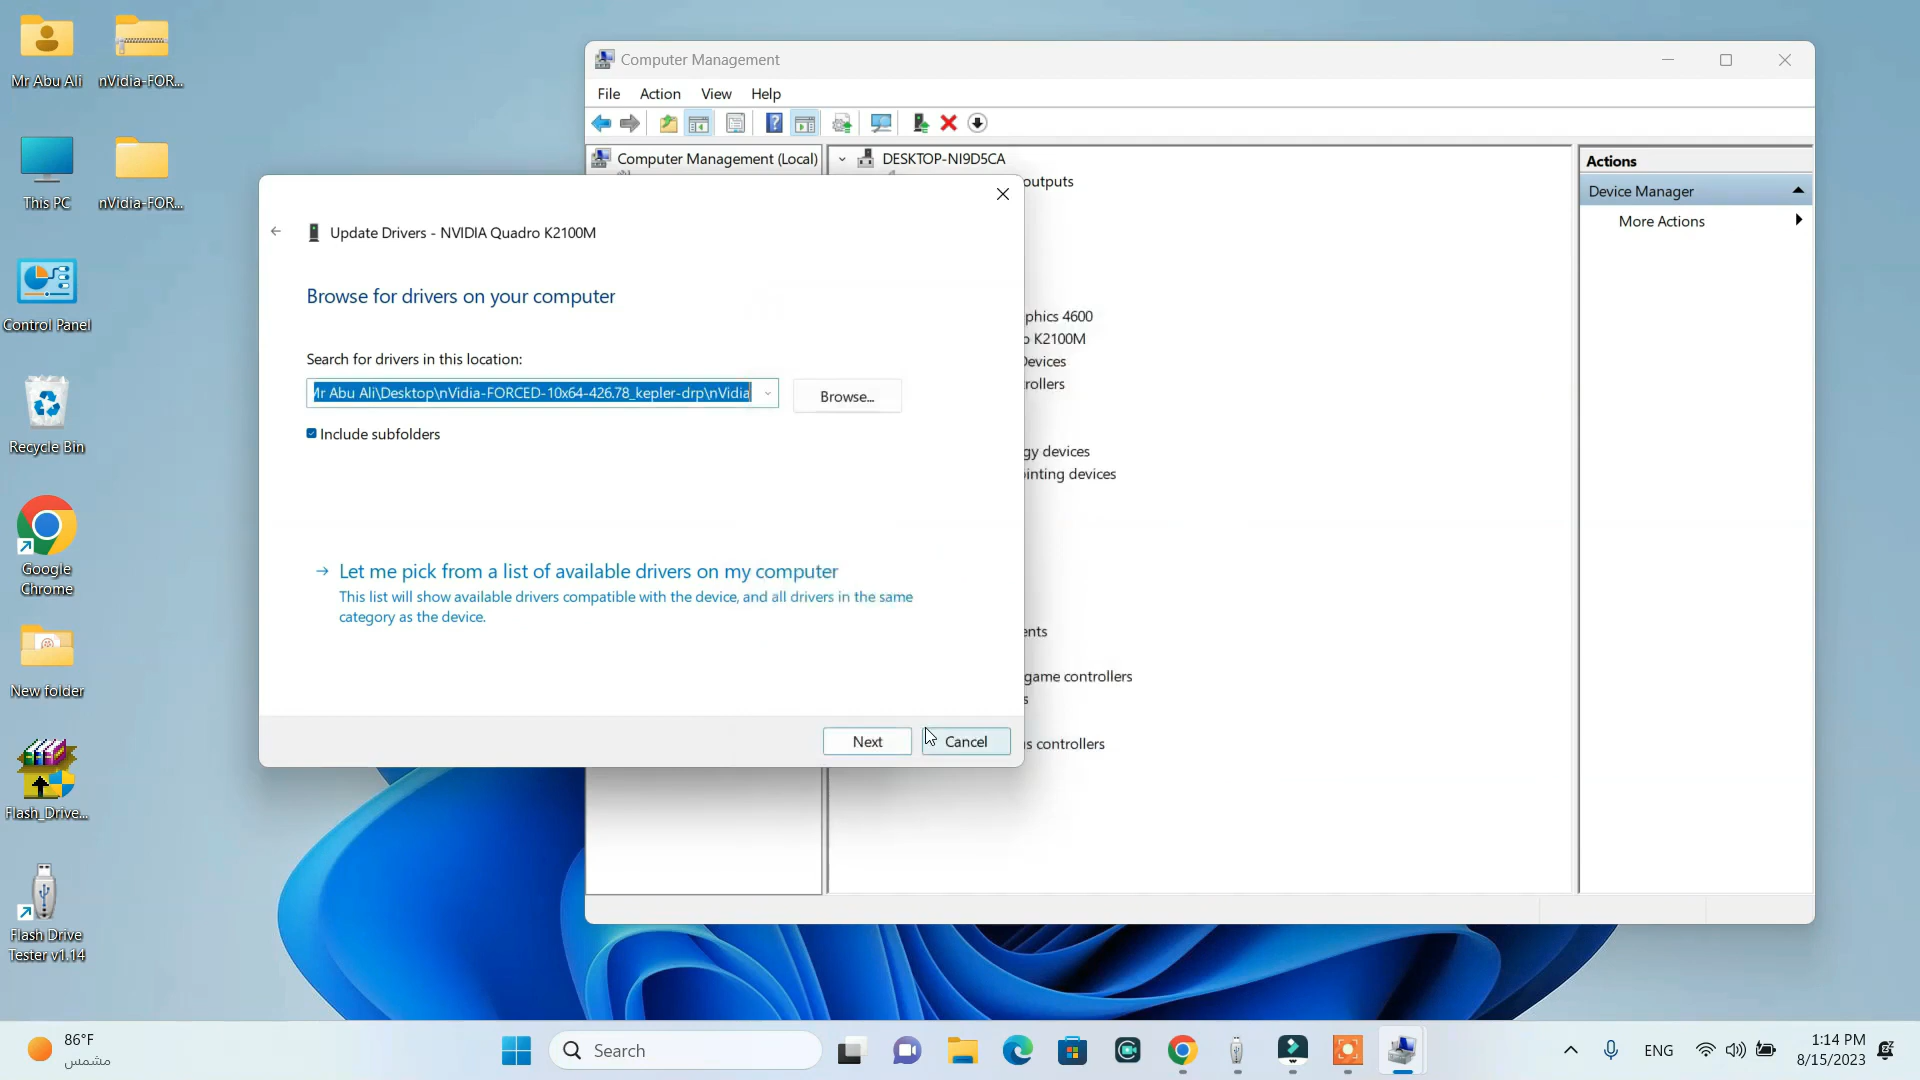 Mr Abu Ali
nVidia-FOR...
This PC
nVidia-FOR...
Control Panel
Recycle Bin
Google
Chrome
New folder
Flash_Drive...
Flash Drive
Tester v1.14
Computer Management
File Action View Help
Computer Management (Local)
DESKTOP-NI9D5CA
outputs
phics 4600
o K2100M
Devices
rollers
gy devices
inting devices
ents
game controllers
s
s controllers
Actions
Device Manager
More Actions
Update Drivers - NVIDIA Quadro K2100M
Browse for drivers on your computer
Search for drivers in this location:
Mr Abu Ali\Desktop\nVidia-FORCED-10x64-426.78_kepler-drp\nVidia
Browse...
Include subfolders
Let me pick from a list of available drivers on my computer
This list will show available drivers compatible with the device, and all drivers in the same
category as the device.
Next
Cancel
86°F
مشمس
Search
ENG
1:14 PM
8/15/2023